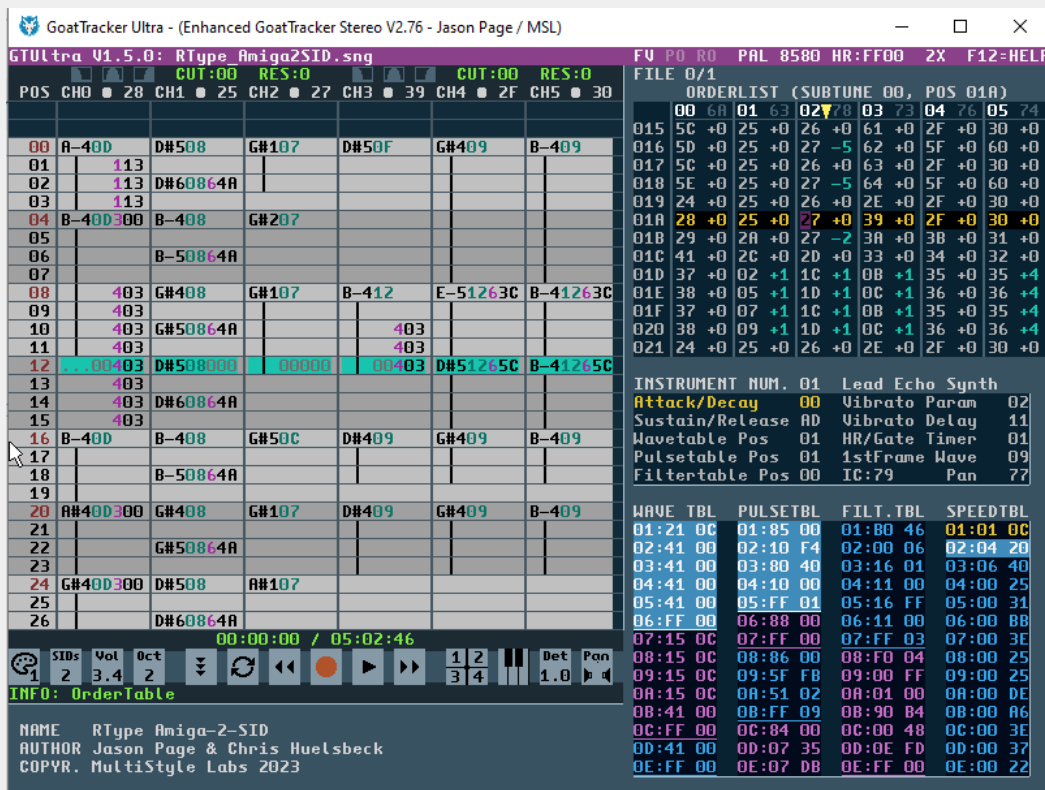 GoatTracker Ultra - (Enhanced GoatTracker Stereo V2.76 - Jason Page / MSL)
GTUltra V1.5.0: RType_Amiga2SID.sng FV PO RO PAL 8580 HR:FF00 2X F12=HELP
CUT:00 RES:0 CUT:00 RES:0 FILE 0/1
POS CH0 28 CH1 25 CH2 27 CH3 39 CH4 2F CH5 30 ORDERLIST (SUBTUNE 00, POS 01A)
00 6A 01 63 02 78 03 73 04 76 05 74
015 5C +0 25 +0 26 +0 61 +0 2F +0 30 +0
00 A-40D D#508 G#107 D#50F G#409 B-409 016 5D +0 25 +0 27 -5 62 +0 5F +0 60 +0
01 113 017 5C +0 25 +0 26 +0 63 +0 2F +0 30 +0
02 113 D#60864A 018 5E +0 25 +0 27 -5 64 +0 5F +0 60 +0
03 113 019 24 +0 25 +0 26 +0 2E +0 2F +0 30 +0
04 B-40D300 B-408 G#207 01A 28 +0 25 +0 27 +0 39 +0 2F +0 30 +0
05 01B 29 +0 2A +0 27 -2 3A +0 3B +0 31 +0
06 B-50864A 01C 41 +0 2C +0 2D +0 33 +0 34 +0 32 +0
07 01D 37 +0 02 +1 1C +1 0B +1 35 +0 35 +4
08 403 G#408 G#107 B-412 E-51263C B-41263C 01E 38 +0 05 +1 1D +1 0C +1 36 +0 36 +4
09 403 01F 37 +0 07 +1 1C +1 0B +1 35 +0 35 +4
10 403 G#50864A 403 020 38 +0 09 +1 1D +1 0C +1 36 +0 36 +4
11 403 403 021 24 +0 25 +0 26 +0 2E +0 2F +0 30 +0
12 ...00403 D#508000 00000 00403 D#51265C B-41265C
13 403 INSTRUMENT NUM. 01 Lead Echo Synth
14 403 D#60864A Attack/Decay 00 Vibrato Param 02
15 403 Sustain/Release AD Vibrato Delay 11
16 B-40D B-408 G#50C D#409 G#409 B-409 Wavetable Pos 01 HR/Gate Timer 01
17 Pulsetable Pos 01 1stFrame Wave 09
18 B-50864A Filtertable Pos 00 IC:79 Pan 77
19
20 A#40D300 G#408 G#107 D#409 G#409 B-409 WAVE TBL PULSETBL FILT.TBL SPEEDTBL
21 01:21 0C 01:85 00 01:B0 46 01:01 0C
22 G#50864A 02:41 00 02:10 F4 02:00 06 02:04 20
23 03:41 00 03:80 40 03:16 01 03:06 40
24 G#40D300 D#508 A#107 04:41 00 04:10 00 04:11 00 04:00 25
25 05:41 00 05:FF 01 05:16 FF 05:00 31
26 D#60864A 06:FF 00 06:88 00 06:11 00 06:00 BB
00:00:00 / 05:02:46 07:15 0C 07:FF 00 07:FF 03 07:00 3E
SIDs Vol Oct 1 2 Det Pan 08:15 0C 08:86 00 08:F0 04 08:00 25
1 2 3.4 2 3 4 1.0 09:15 0C 09:5F FB 09:00 FF 09:00 25
INFO: OrderTable 0A:15 0C 0A:51 02 0A:01 00 0A:00 DE
0B:41 00 0B:FF 09 0B:90 B4 0B:00 A6
NAME RType Amiga-2-SID 0C:FF 00 0C:84 00 0C:00 48 0C:00 3E
AUTHOR Jason Page & Chris Huelsbeck 0D:41 00 0D:07 35 0D:0E FD 0D:00 37
COPYR. MultiStyle Labs 2023 0E:FF 00 0E:07 DB 0E:FF 00 0E:00 22